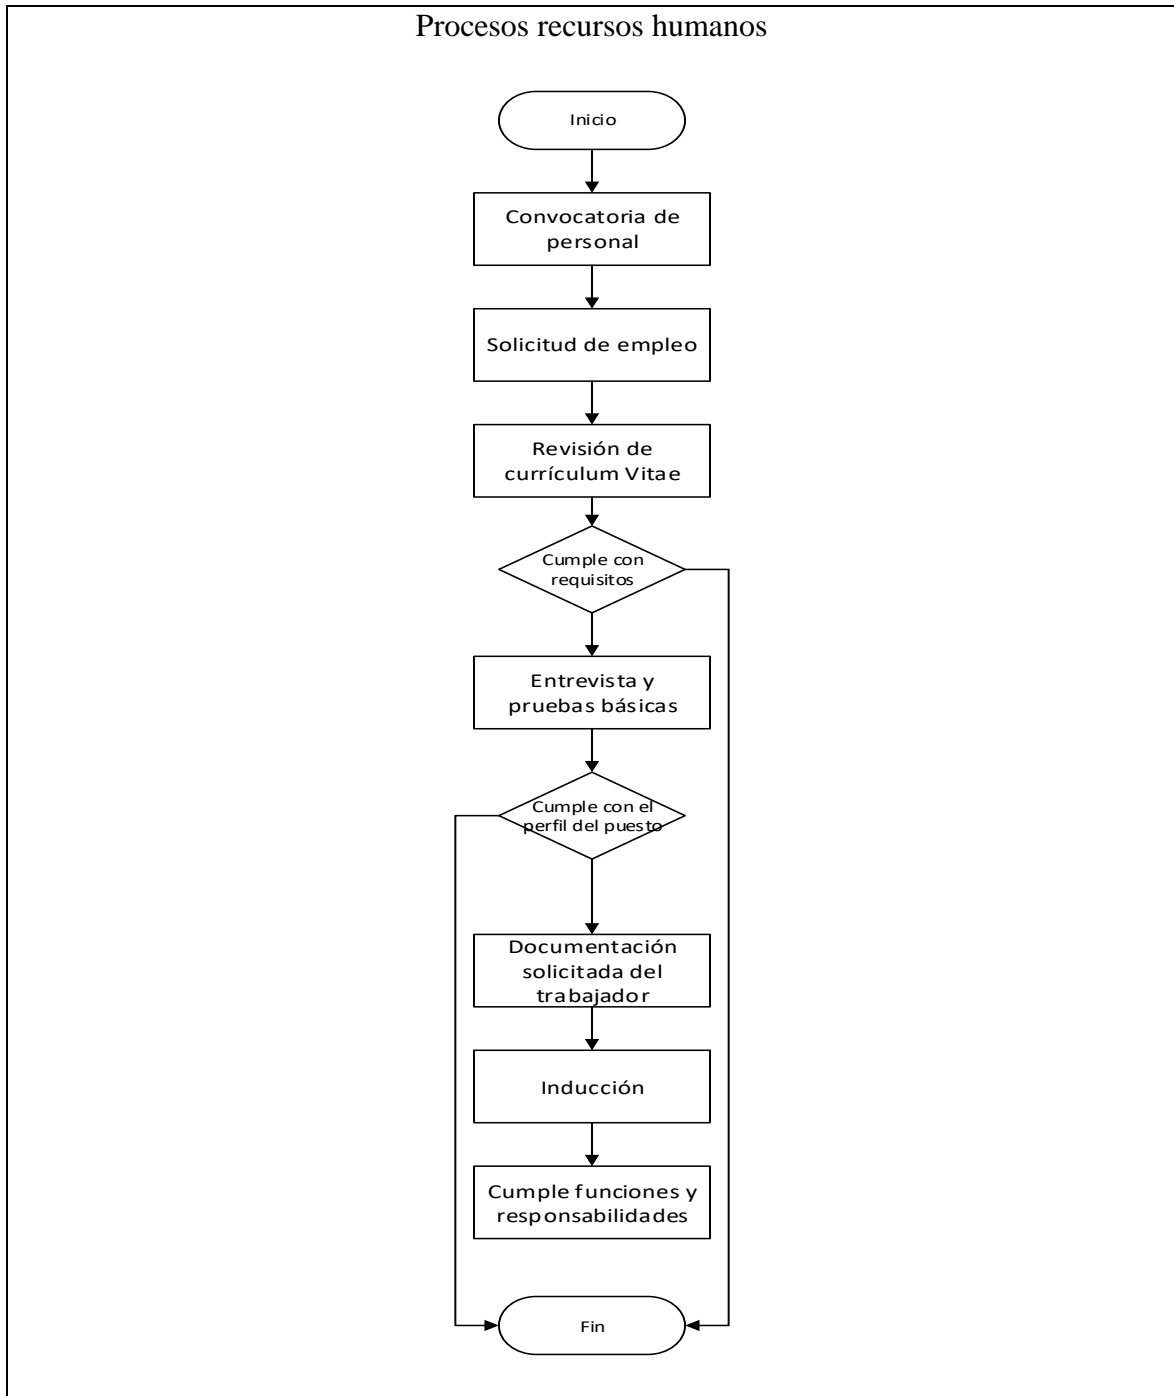 Procesos recursos humanos
Inicio
Convocatoria de
personal
Solicitud de empleo
Revisión de
currículum Vitae
Cumple con
requisitos
Entrevista y
pruebas básicas
Cumple con el
perfil del puesto
Documentación
solicitada del
trabajador
Inducción
Cumple funciones y
responsabilidades
Fin